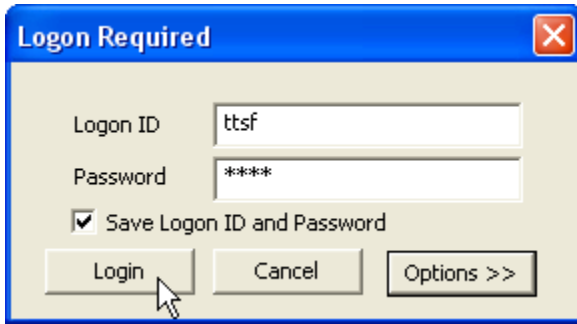 Logon Required
Logon ID ttsf
Password ****
Save Logon ID and Password
Login Cancel Options >>